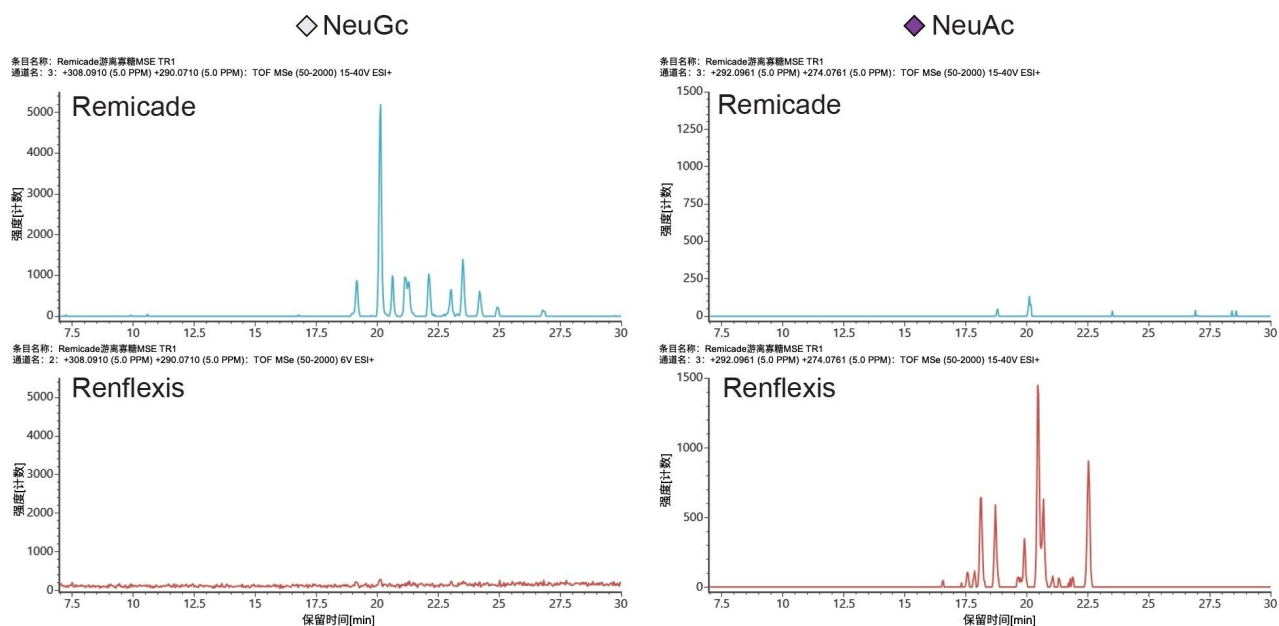 NeuGc
NeuAc
条目名称：Remicade游离寡糖MSE TR1
通道名：3：+308.0910 (5.0 PPM) +290.0710 (5.0 PPM)：TOF MSe (50-2000) 15-40V ESI+
Remicade
强度[计数]
5000
4000
3000
2000
1000
0
7.5 10 12.5 15 17.5 20 22.5 25 27.5 30
条目名称：Remicade游离寡糖MSE TR1
通道名：3：+292.0961 (5.0 PPM) +274.0761 (5.0 PPM)：TOF MSe (50-2000) 15-40V ESI+
Remicade
强度[计数]
1500
1250
1000
750
500
250
0
7.5 10 12.5 15 17.5 20 22.5 25 27.5 30
条目名称：Remicade游离寡糖MSE TR1
通道名：2：+308.0910 (5.0 PPM) +290.0710 (5.0 PPM)：TOF MSe (50-2000) 6V ESI+
Renflexis
强度[计数]
5000
4000
3000
2000
1000
0
7.5 10 12.5 15 17.5 20 22.5 25 27.5 30
保留时间[min]
条目名称：Remicade游离寡糖MSE TR1
通道名：3：+292.0961 (5.0 PPM) +274.0761 (5.0 PPM)：TOF MSe (50-2000) 15-40V ESI+
Renflexis
强度[计数]
1500
1000
500
0
7.5 10 12.5 15 17.5 20 22.5 25 27.5 30
保留时间[min]